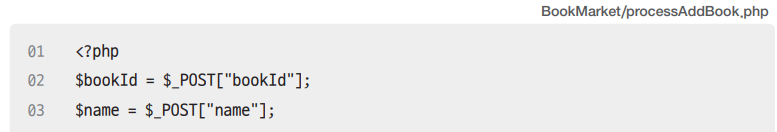 BookMarket/processAddBook.php
01 <?php
02 $bookId = $_POST["bookId"];
03 $name = $_POST["name"];